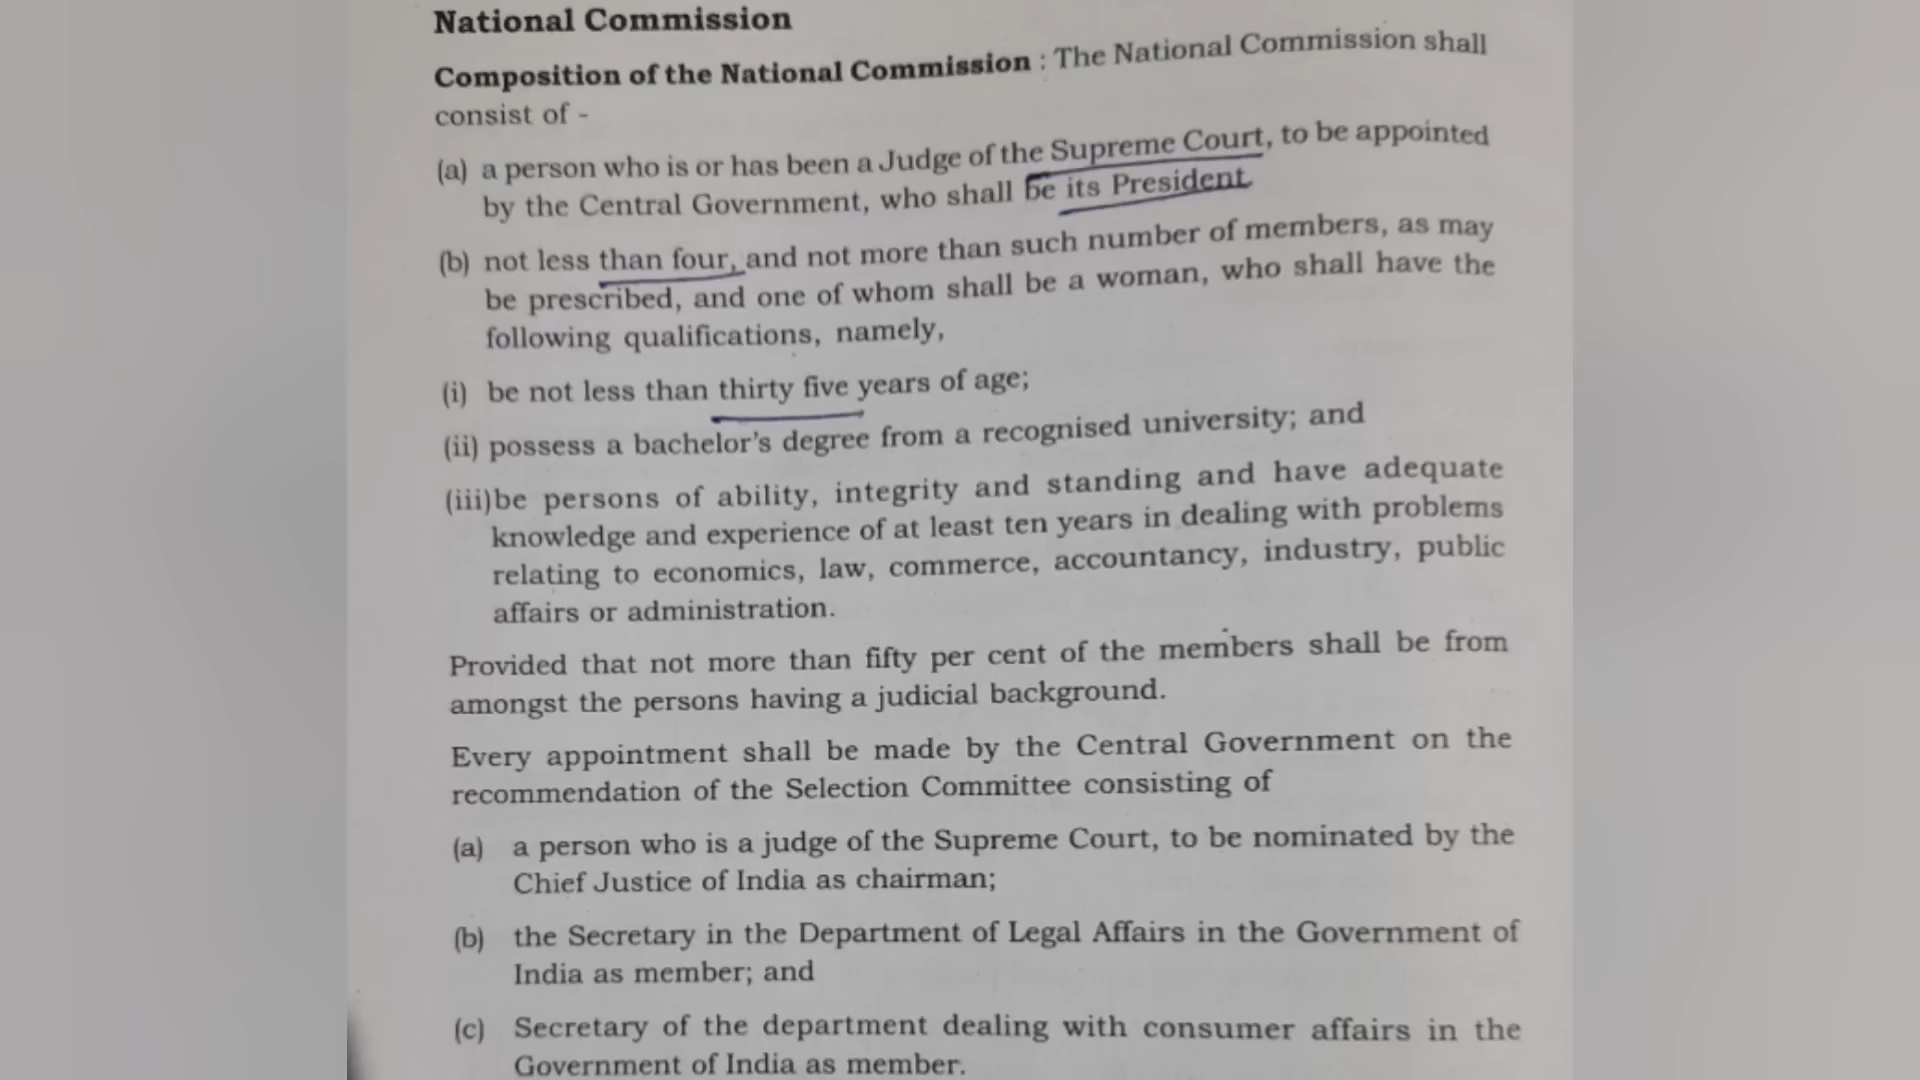 National Commission
Composition of the National Commission : The National Commission shall
consist of -
(a) a person who is or has been a Judge of the Supreme Court, to be appointed
by the Central Government, who shall be its President.
(b) not less than four, and not more than such number of members, as may
be prescribed, and one of whom shall be a woman, who shall have the
following qualifications, namely,
(i) be not less than thirty five years of age;
(ii) possess a bachelor's degree from a recognised university; and
(iii)be persons of ability, integrity and standing and have adequate
knowledge and experience of at least ten years in dealing with problems
relating to economics, law, commerce, accountancy, industry, public
affairs or administration.
Provided that not more than fifty per cent of the members shall be from
amongst the persons having a judicial background.
Every appointment shall be made by the Central Government on the
recommendation of the Selection Committee consisting of
(a) a person who is a judge of the Supreme Court, to be nominated by the
Chief Justice of India as chairman;
(b) the Secretary in the Department of Legal Affairs in the Government of
India as member; and
(c) Secretary of the department dealing with consumer affairs in the
Government of India as member.